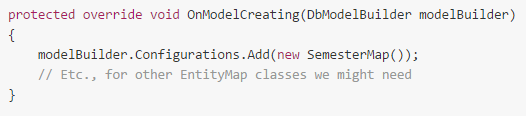 protected override void OnModelCreating(DbModelBuilder modelBuilder)
{
    modelBuilder.Configurations.Add(new SemesterMap());
    // Etc., for other EntityMap classes we might need
}